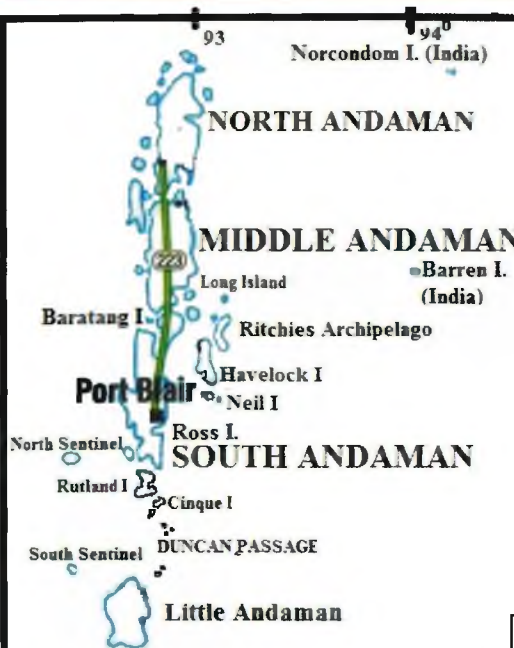 93
94⁰
Norcondom I. (India)
NORTH ANDAMAN
MIDDLE ANDAMAN
223
Long Island
Barren I.
(India)
Baratang I
Ritchies Archipelago
Havelock I
Port Blair
Neil I
Ross I.
North Sentinel
SOUTH ANDAMAN
Rutland I
Cinque I
DUNCAN PASSAGE
South Sentinel
Little Andaman